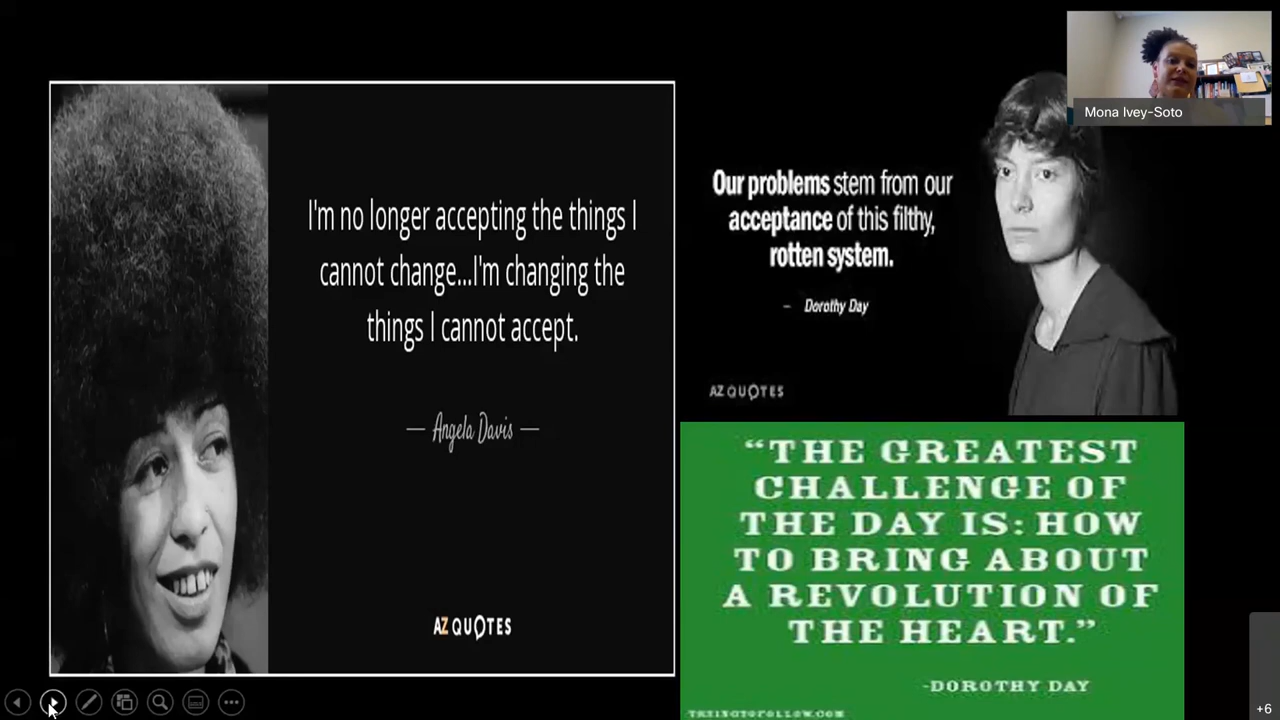 I'm no longer accepting the things I
cannot change...I'm changing the
things I cannot accept.
— Angela Davis —
AZ QUOTES
Our problems stem from our
acceptance of this filthy,
rotten system.
— Dorothy Day
AZ QUOTES
Mona Ivey-Soto
“THE GREATEST
CHALLENGE OF
THE DAY IS: HOW
TO BRING ABOUT
A REVOLUTION OF
THE HEART.”
-DOROTHY DAY
TRYINGTOFOLLOW.COM
+6